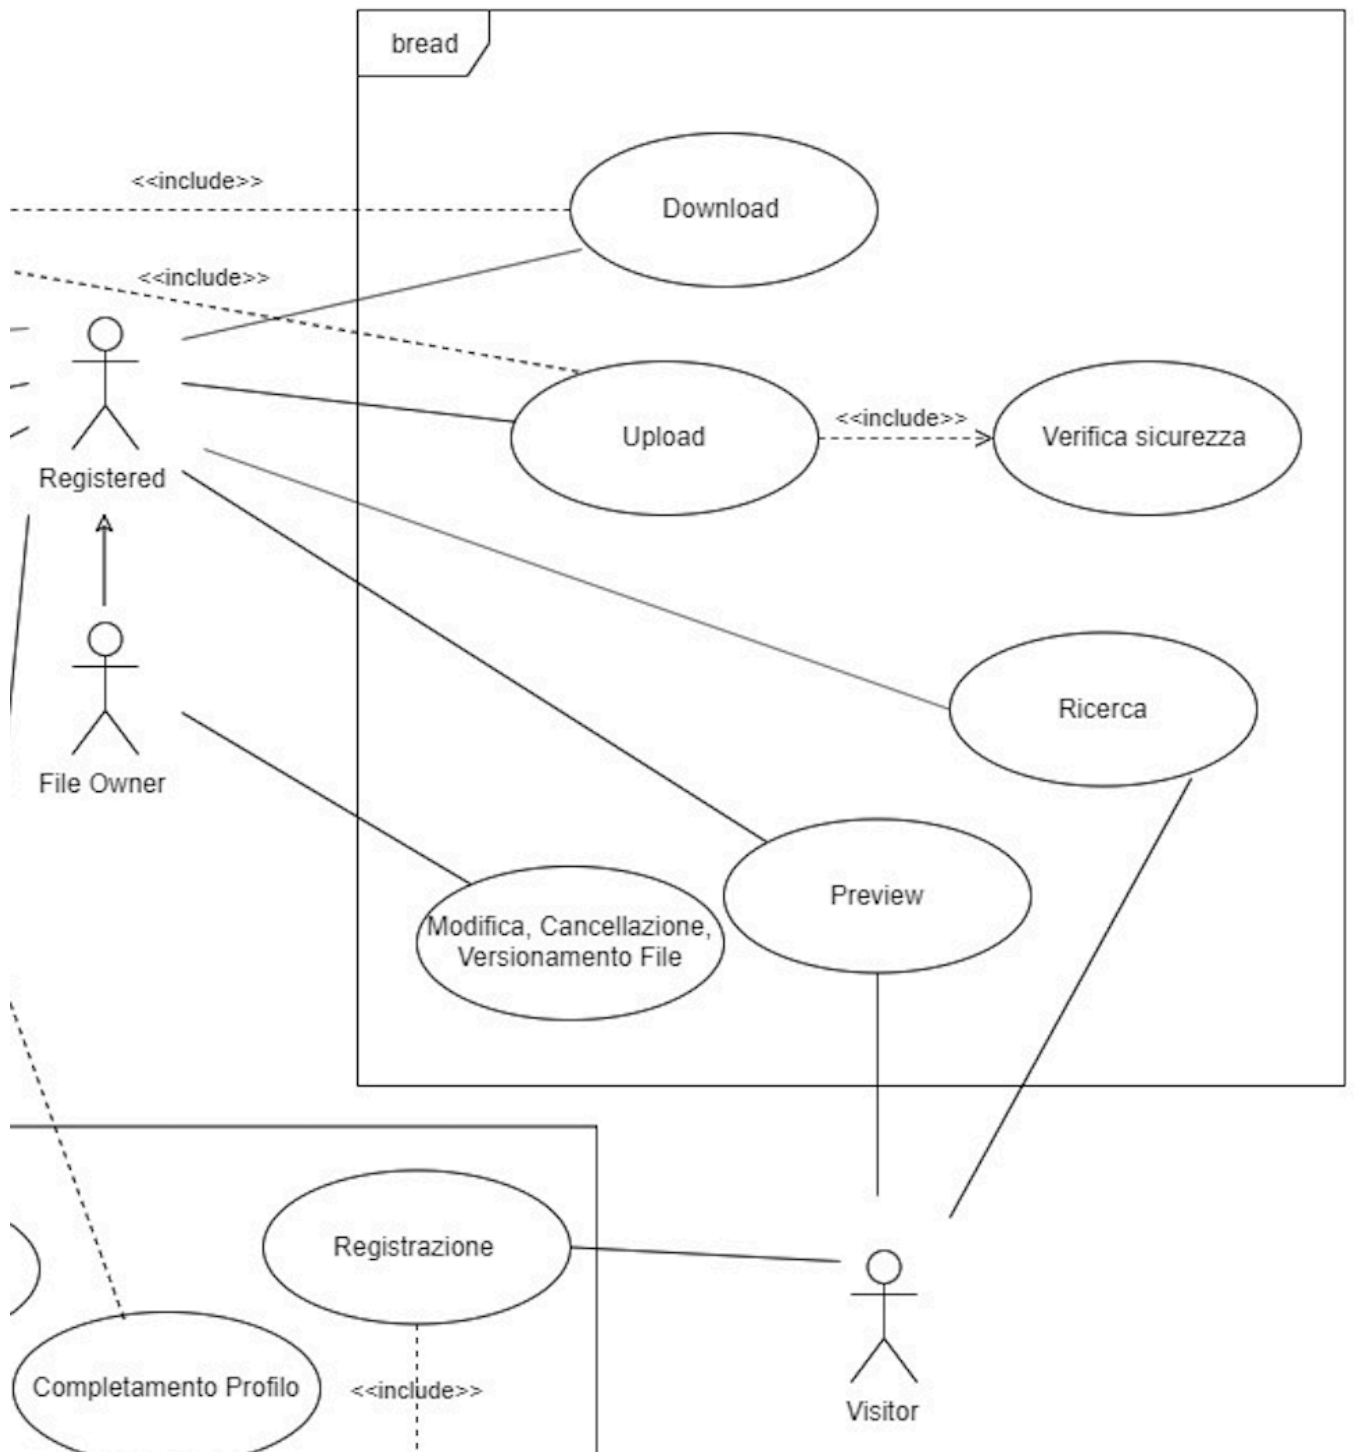 bread
<<include>>
Download
<<include>>
Upload
<<include>>
Verifica sicurezza
Registered
Ricerca
File Owner
Preview
Modifica, Cancellazione,
Versionamento File
Registrazione
Completamento Profilo
<<include>>
Visitor